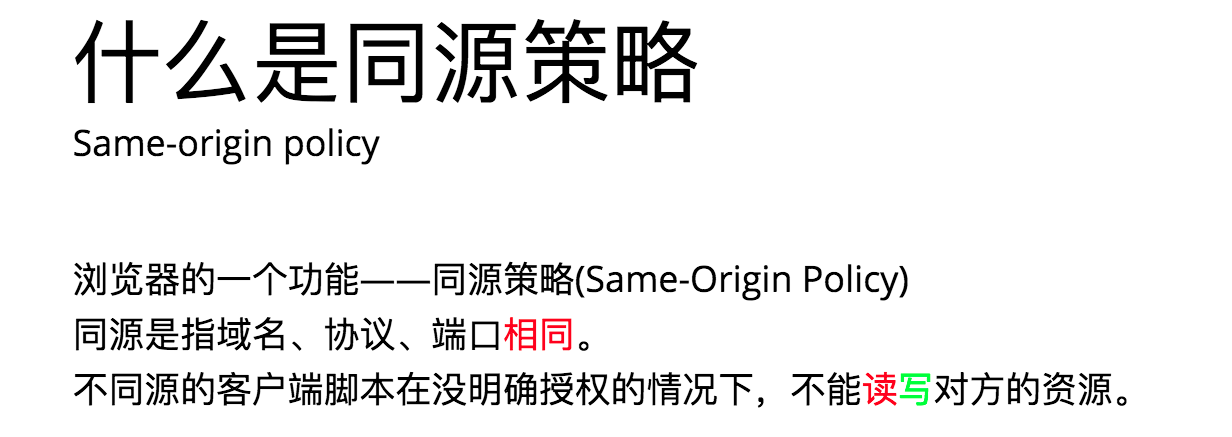 什么是同源策略
Same-origin policy
浏览器的一个功能——同源策略(Same-Origin Policy)
同源是指域名、协议、端口相同。
不同源的客户端脚本在没明确授权的情况下，不能读写对方的资源。